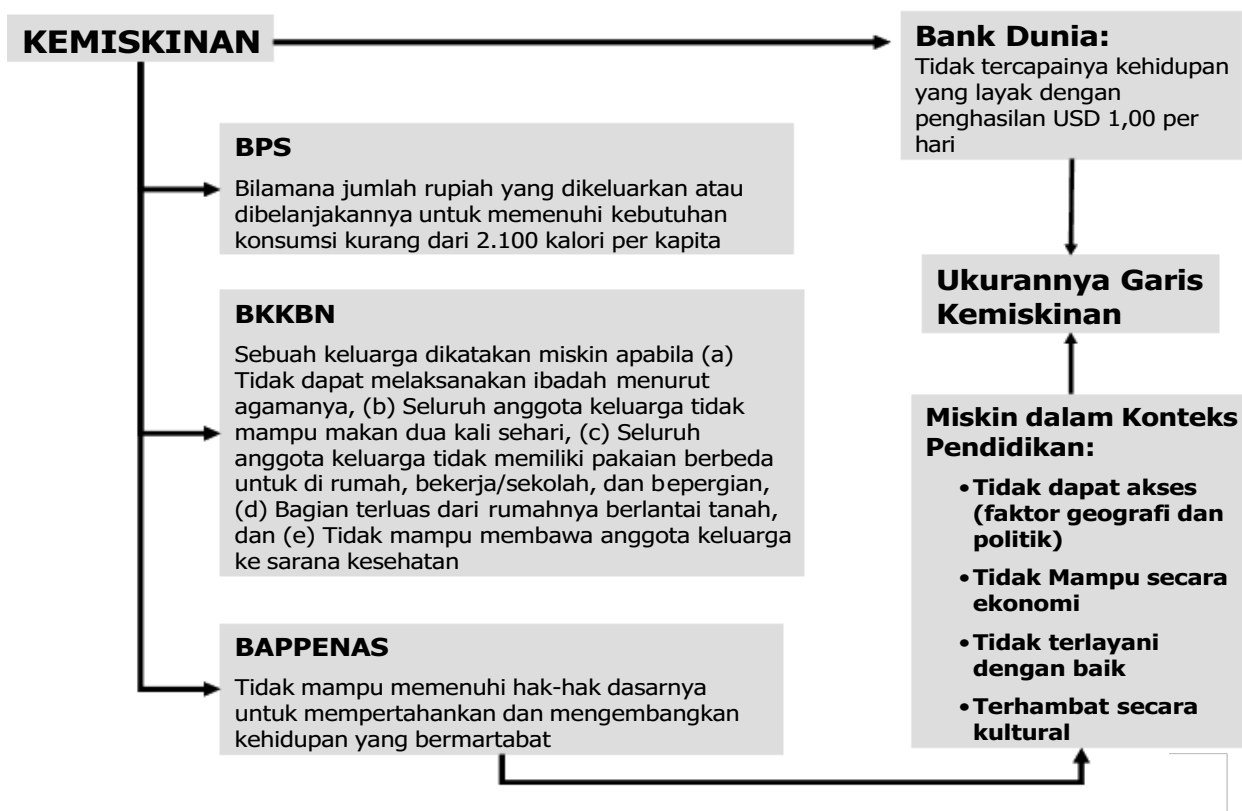 KEMISKINAN
Bank Dunia:
Tidak tercapainya kehidupan
yang layak dengan
penghasilan USD 1,00 per
hari
BPS
Bilamana jumlah rupiah yang dikeluarkan atau
dibelanjakannya untuk memenuhi kebutuhan
konsumsi kurang dari 2.100 kalori per kapita
BKKBN
Sebuah keluarga dikatakan miskin apabila (a)
Tidak dapat melaksanakan ibadah menurut
agamanya, (b) Seluruh anggota keluarga tidak
mampu makan dua kali sehari, (c) Seluruh
anggota keluarga tidak memiliki pakaian berbeda
untuk di rumah, bekerja/sekolah, dan bepergian,
(d) Bagian terluas dari rumahnya berlantai tanah,
dan (e) Tidak mampu membawa anggota keluarga
ke sarana kesehatan
BAPPENAS
Tidak mampu memenuhi hak-hak dasarnya
untuk mempertahankan dan mengembangkan
kehidupan yang bermartabat
Ukurannya Garis
Kemiskinan
Miskin dalam Konteks
Pendidikan:
•Tidak dapat akses
(faktor geografi dan
politik)
•Tidak Mampu secara
ekonomi
•Tidak terlayani
dengan baik
•Terhambat secara
kultural